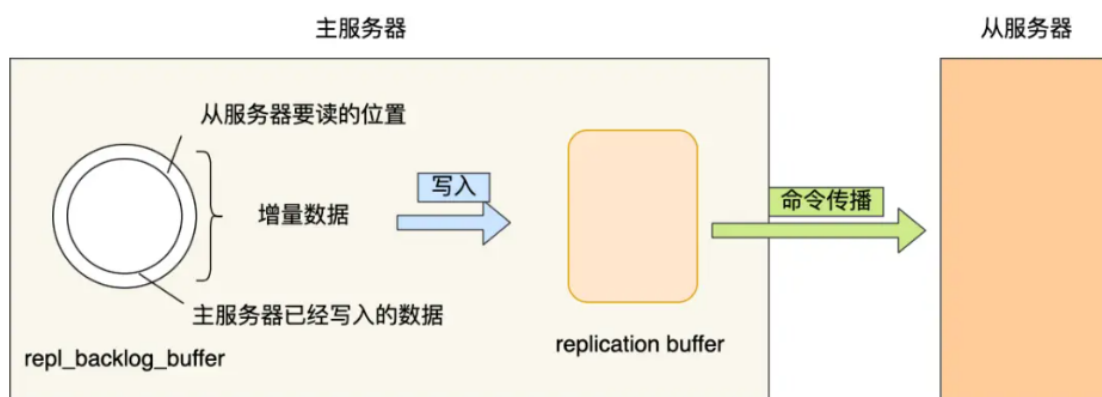 主服务器
从服务器
从服务器要读的位置
写入
增量数据
命令传播
主服务器已经写入的数据
replication buffer
repl_backlog_buffer